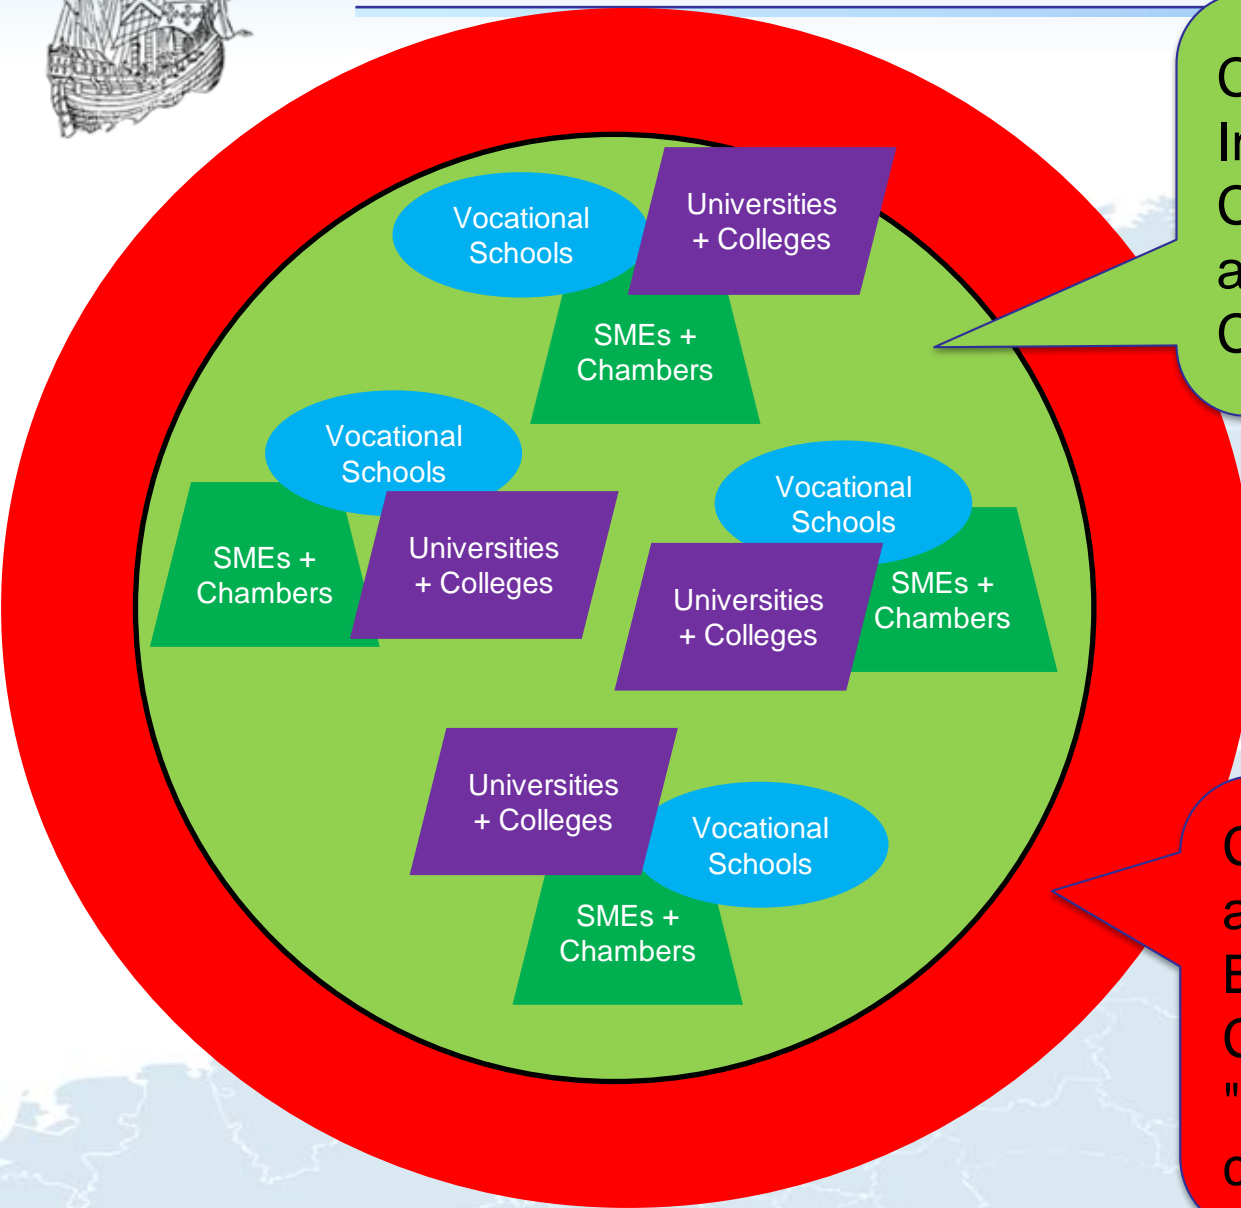 Vocational
Schools
Universities
+ Colleges
SMEs +
Chambers
Vocational
Schools
SMEs +
Chambers
Universities
+ Colleges
Vocational
Schools
Universities
+ Colleges
SMEs +
Chambers
Universities
+ Colleges
Vocational
Schools
SMEs +
Chambers